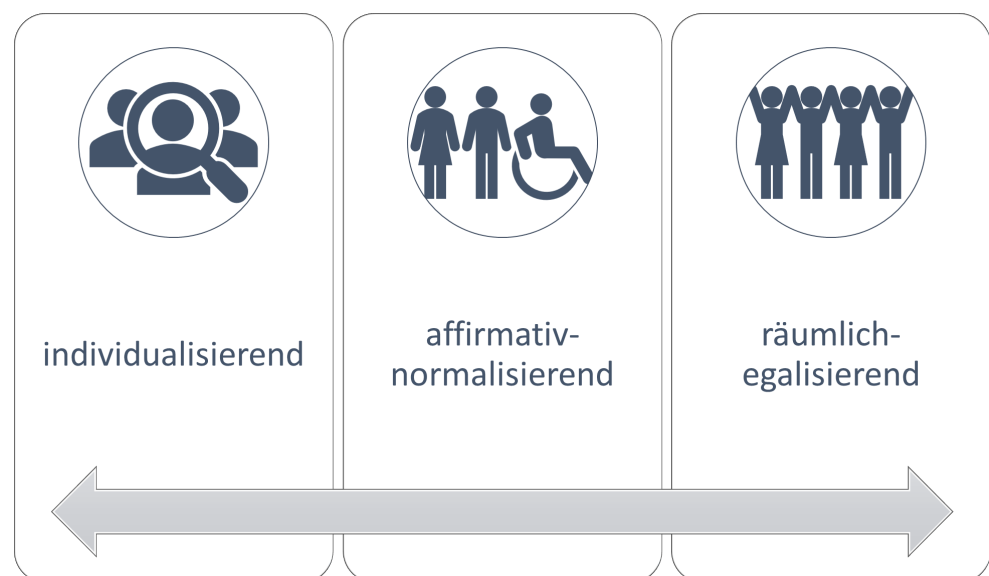 individualisierend
affirmativ-
normalisierend
räumlich-
egalisierend